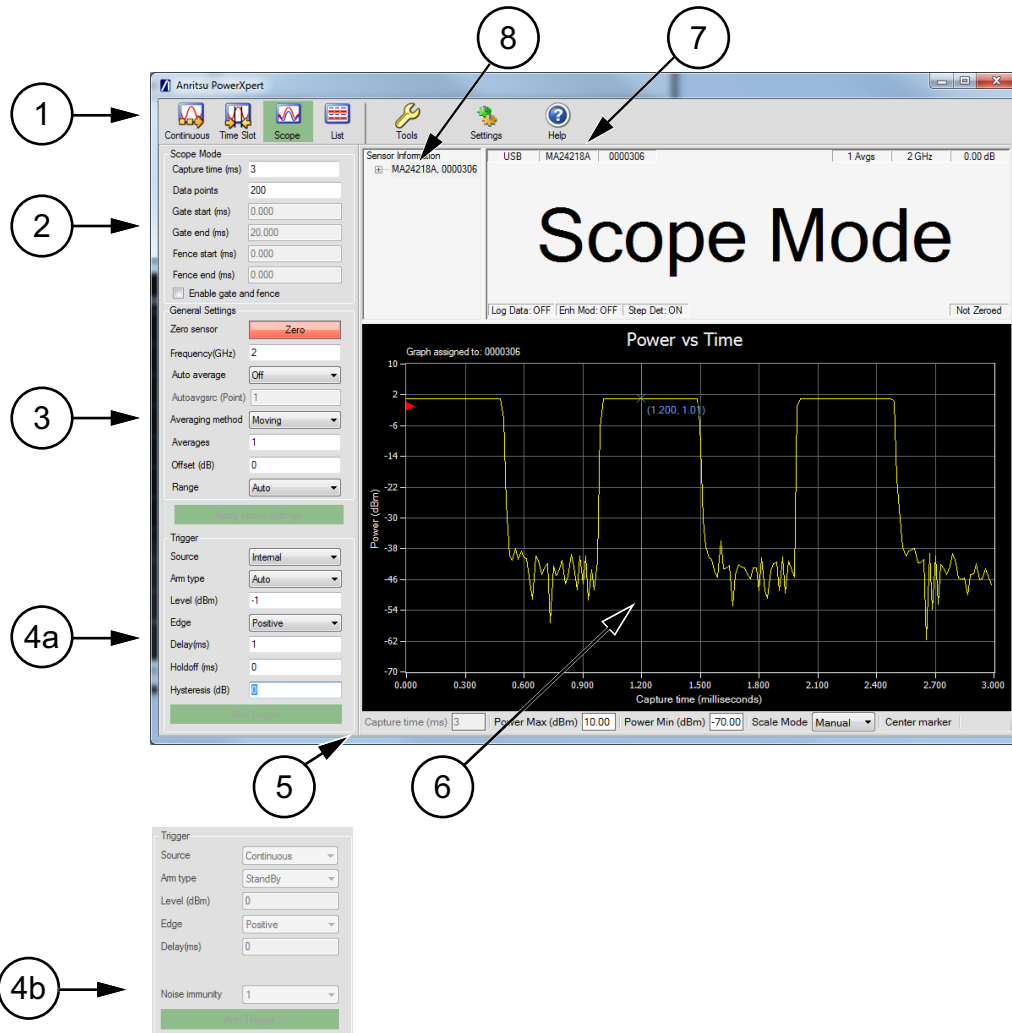 8
7
Anritsu PowerXpert
1
Continuous Time Slot Scope List Tools Settings Help
Scope Mode
Capture time (ms) 3
Data points 200
2
Gate start (ms) 0.000
Gate end (ms) 20.000
Fence start (ms) 0.000
Fence end (ms) 0.000
Enable gate and fence
General Settings
Zero sensor Zero
Frequency(GHz) 2
Auto average Off
Autoavgsrc (Point) 1
3
Averaging method Moving
Averages 1
Offset (dB) 0
Range Auto
Apply above settings
Trigger
Source Internal
Arm type Auto
Level (dBm) -1
4a
Edge Positive
Delay(ms) 1
Holdoff (ms) 0
Hysteresis (dB) 0
Arm Trigger
Sensor Information
MA24218A, 0000306
USB MA24218A 0000306 1 Avgs 2 GHz 0.00 dB
Scope Mode
Log Data: OFF Enh Mod: OFF Step Det: ON Not Zeroed
Power vs Time
Graph assigned to: 0000306
10
2
(1.200, 1.01)
-6
-14
-22
-30
-38
-46
-54
-62
-70
Power (dBm)
0.000 0.300 0.600 0.900 1.200 1.500 1.800 2.100 2.400 2.700 3.000
Capture time (milliseconds)
Capture time (ms) 3 Power Max (dBm) 10.00 Power Min (dBm) -70.00 Scale Mode Manual Center marker
5
6
Trigger
Source Continuous
Arm type StandBy
Level (dBm) 0
Edge Positive
Delay(ms) 0
4b
Noise immunity 1
Arm Trigger